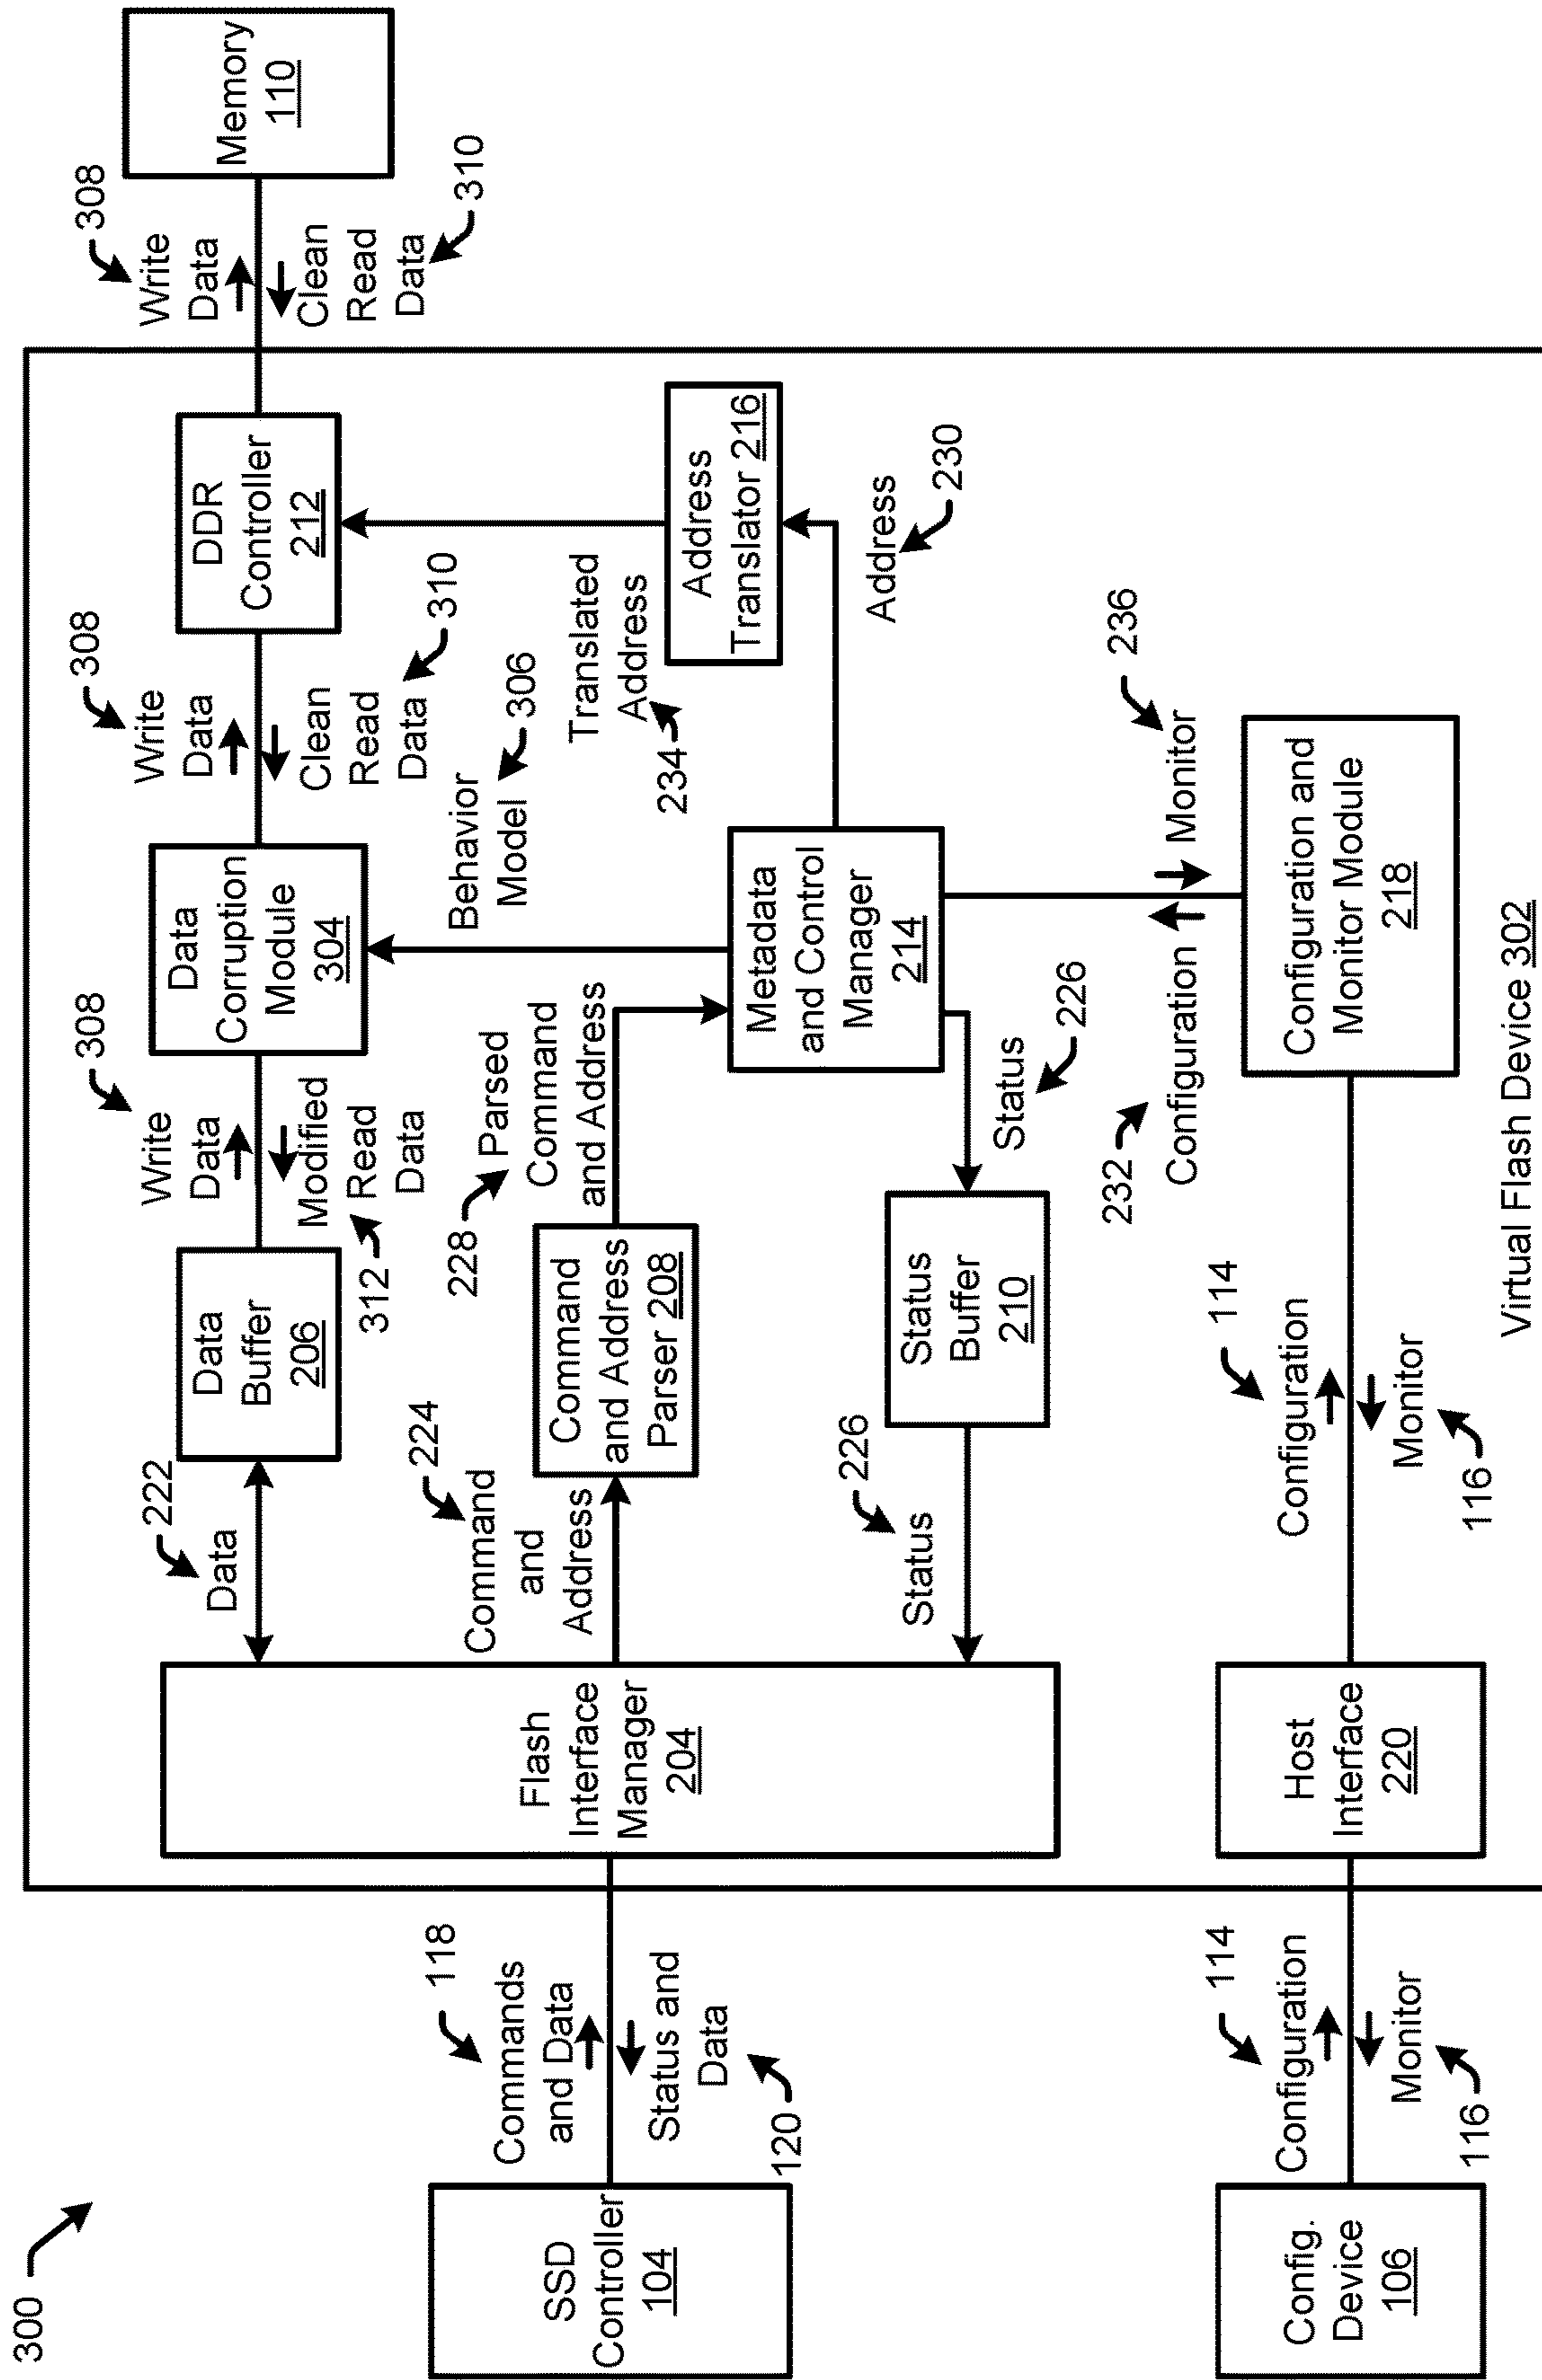 300
SSD
Controller
104
118
Commands
and Data
Status and
Data
120
Config.
Device
106
114
Configuration
Monitor
116
Flash
Interface
Manager
204
Host
Interface
220
222
Data
Data
Buffer
206
308
Write
Data
Modified
Read
Data
312
Data
Corruption
Module
304
308
Write
Data
Clean
Read
Data
310
DDR
Controller
212
308
Write
Data
Clean
Read
Data
310
Memory
110
224
Command
and
Address
Command
and Address
Parser 208
228
Parsed
Command
and Address
Behavior
Model
306
Translated
Address
234
Address
Translator 216
Address
230
Metadata
and Control
Manager
214
226
Status
Status
Buffer
210
Status
226
232
Configuration
Monitor
236
114
Configuration
Monitor
116
Configuration and
Monitor Module
218
Virtual Flash Device 302